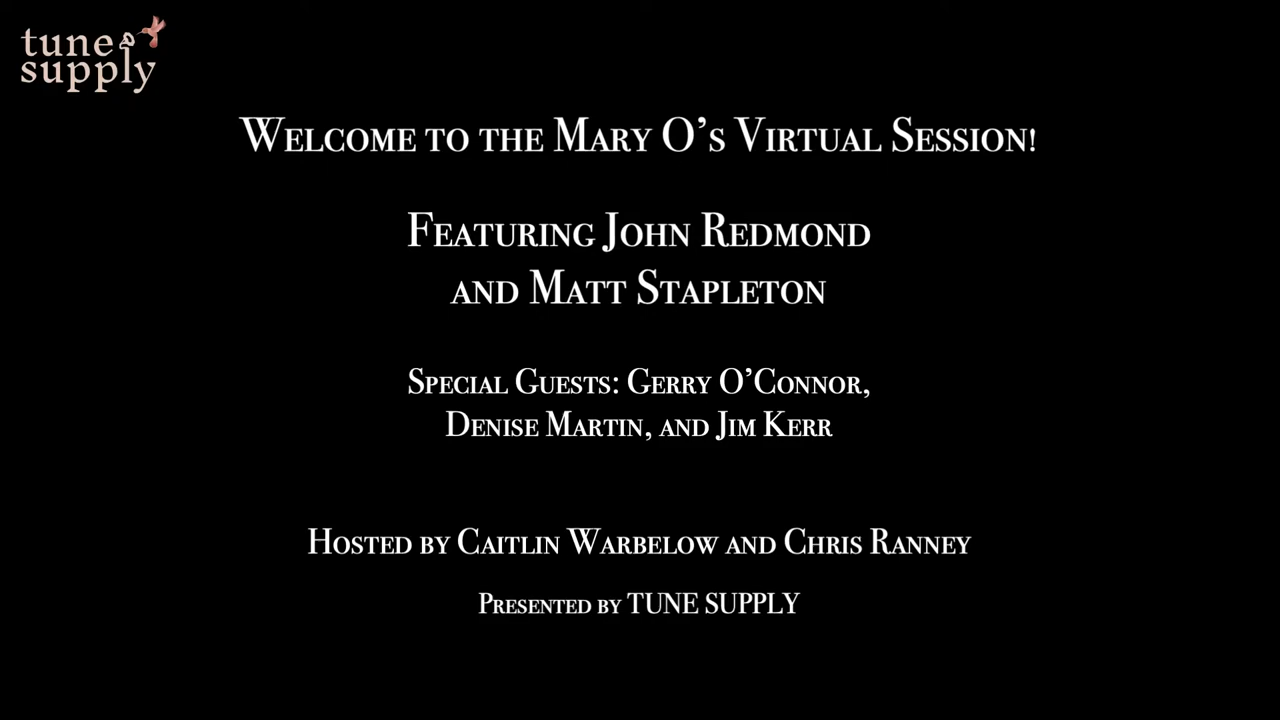 tune
supply
Welcome to the Mary O's Virtual Session!
Featuring John Redmond
and Matt Stapleton
Special Guests: Gerry O'Connor,
Denise Martin, and Jim Kerr
Hosted by Caitlin Warbelow and Chris Ranney
Presented by TUNE SUPPLY